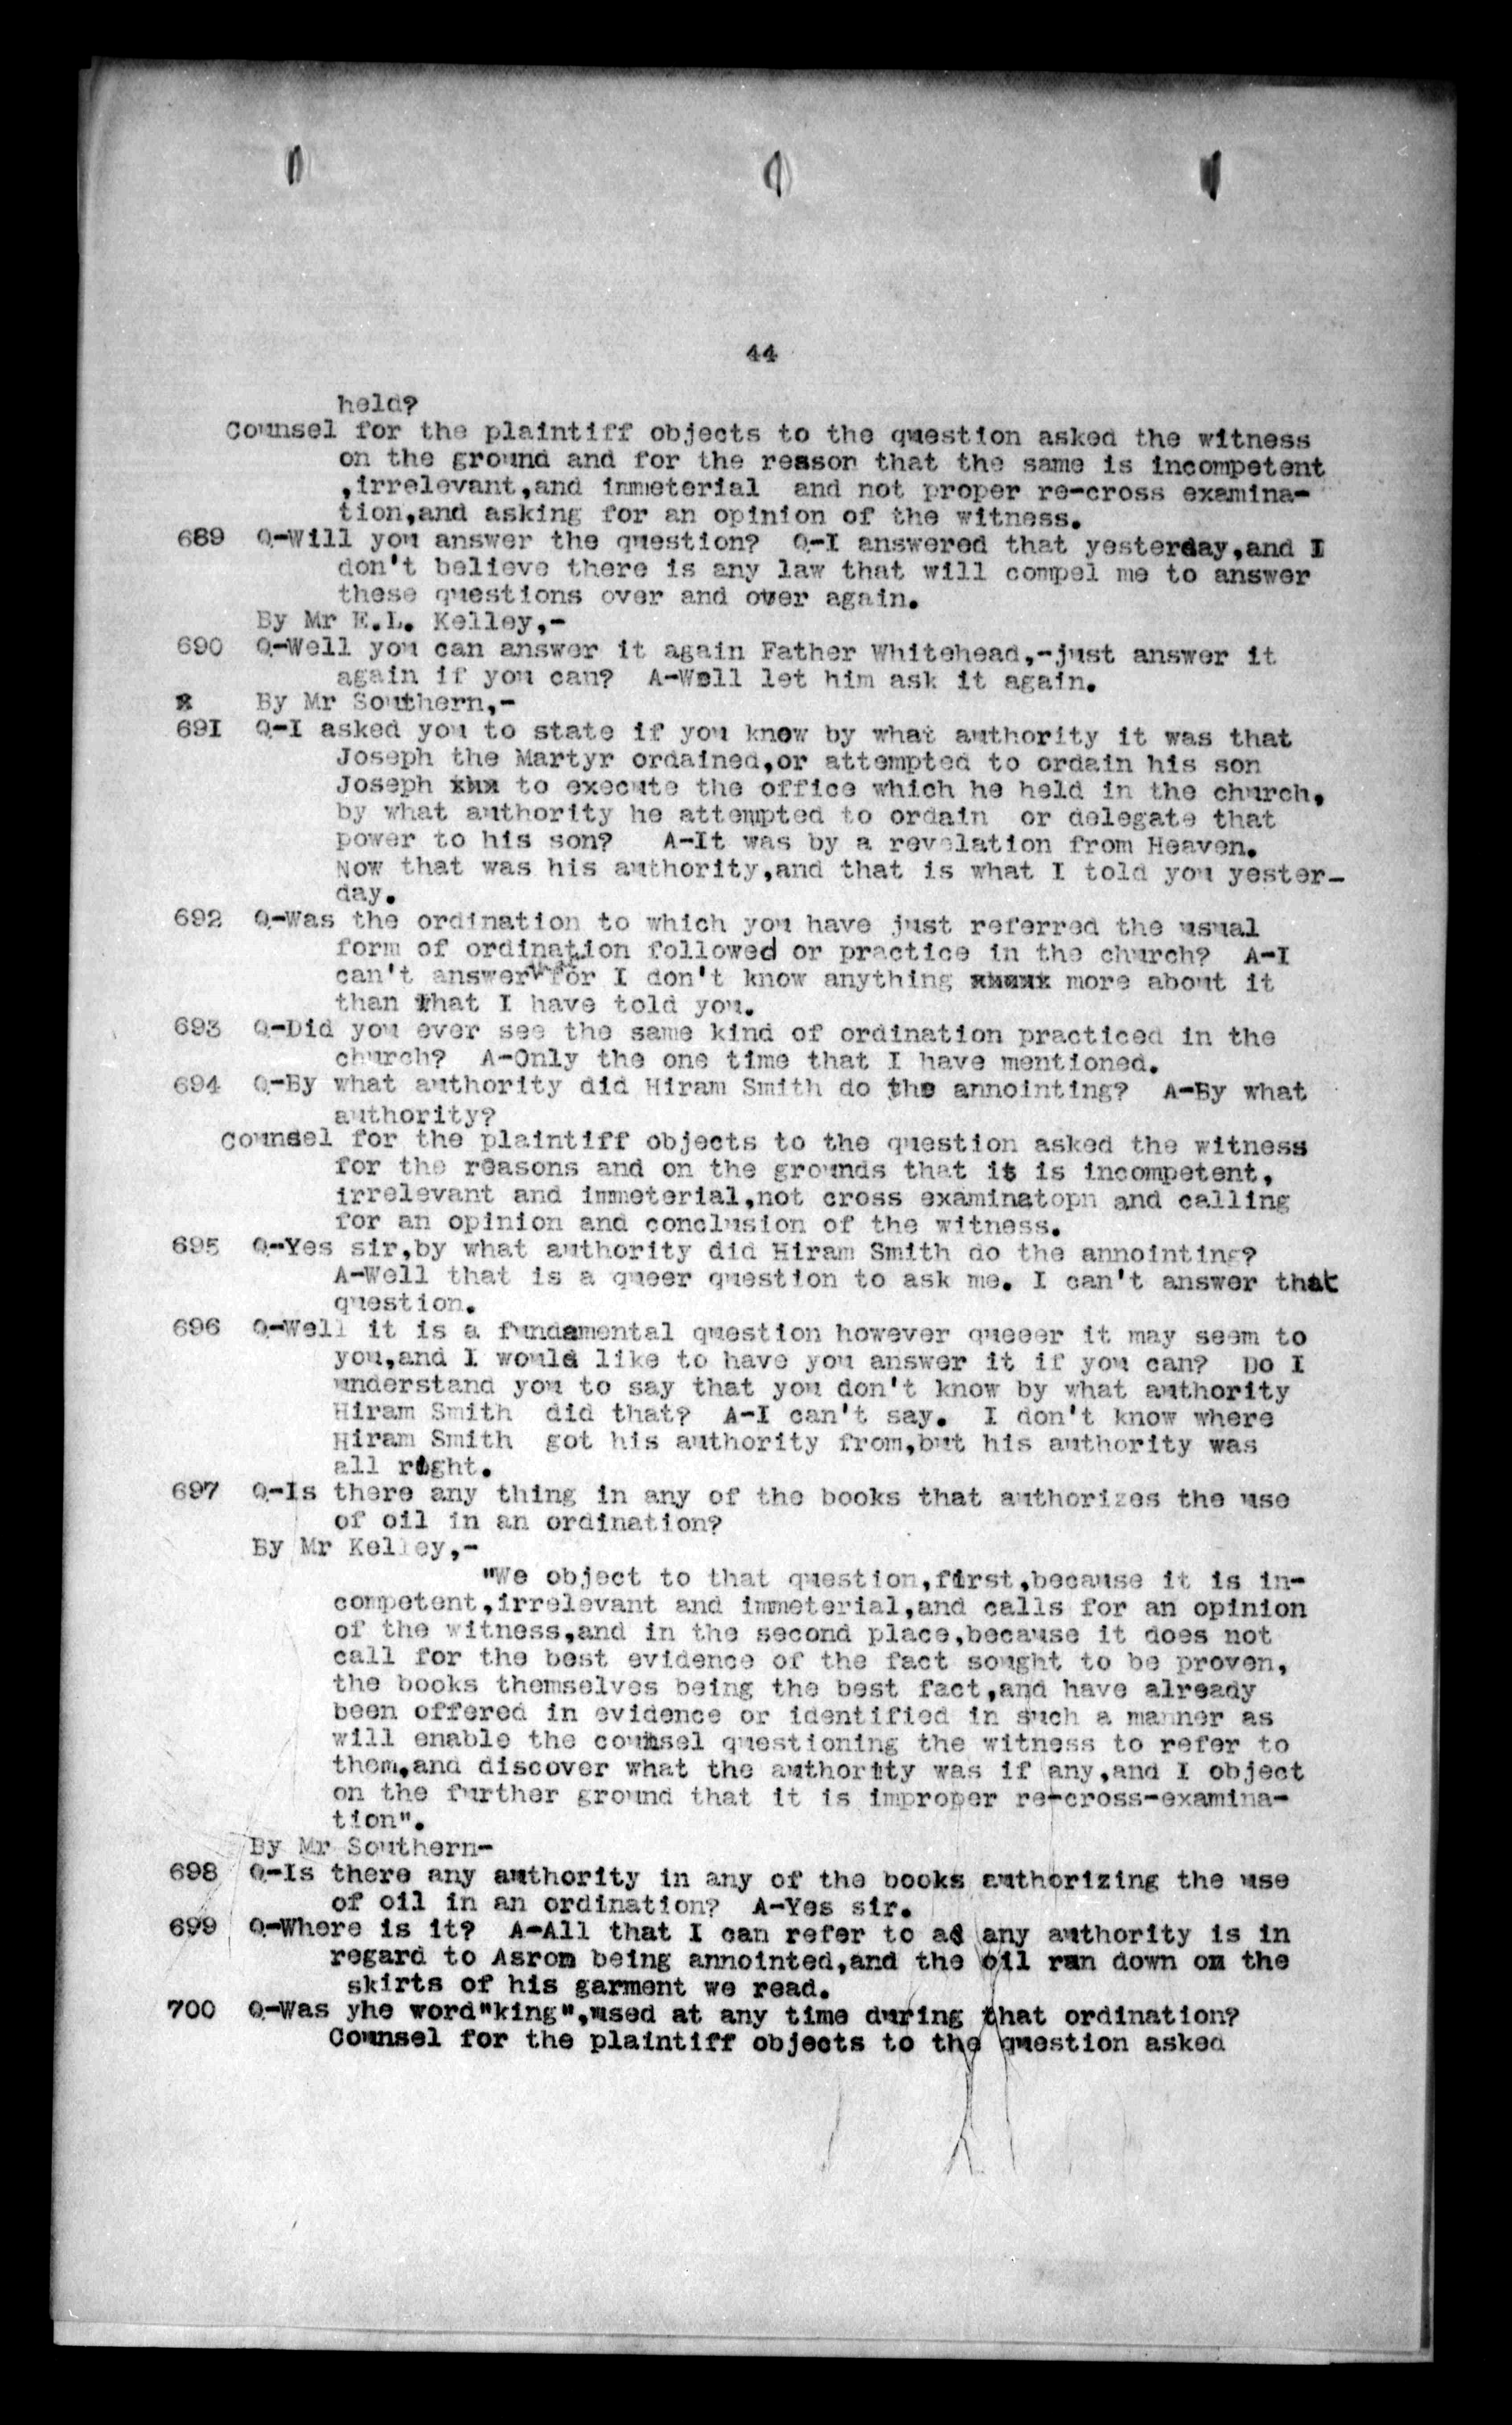 44
held?
Counsel for the plaintiff objects to the question asked the witness
on the ground and for the reason that the same is incompetent
,irrelevant,and immeterial and not proper re-cross examina-
tion,and asking for an opinion of the witness.
689 Q-Will you answer the question? Q-I answered that yesterday,and I
don't believe there is any law that will compel me to answer
these questions over and over again.
By Mr E.L. Kelley,-
690 Q-Well you can answer it again Father Whitehead,-just answer it
again if you can? A-Well let him ask it again.
x By Mr Southern,-
691 Q-I asked you to state if you know by what authority it was that
Joseph the Martyr ordained,or attempted to ordain his son
Joseph xhx to execute the office which he held in the church,
by what authority he attempted to ordain or delegate that
power to his son? A-It was by a revelation from Heaven.
Now that was his authority,and that is what I told you yester-
day.
692 Q-Was the ordination to which you have just referred the usual
form of ordination followed or practice in the church? A-I
can't answer that for I don't know anything more about it
than what I have told you.
693 Q-Did you ever see the same kind of ordination practiced in the
church? A-Only the one time that I have mentioned.
694 Q-By what authority did Hiram Smith do the annointing? A-By what
authority?
Counsel for the plaintiff objects to the question asked the witness
for the reasons and on the grounds that it is incompetent,
irrelevant and immeterial,not cross examinatopn and calling
for an opinion and conclusion of the witness.
695 Q-Yes sir,by what authority did Hiram Smith do the annointing?
A-Well that is a queer question to ask me. I can't answer that
question.
696 Q-Well it is a fundamental question however queeer it may seem to
you,and I would like to have you answer it if you can? Do I
understand you to say that you don't know by what authority
Hiram Smith did that? A-I can't say. I don't know where
Hiram Smith got his authority from,but his authority was
all right.
697 Q-Is there any thing in any of the books that authorizes the use
of oil in an ordination?
By Mr Kelley,-
"We object to that question,first,because it is in-
competent,irrelevant and immeterial,and calls for an opinion
of the witness,and in the second place,because it does not
call for the best evidence of the fact sought to be proven,
the books themselves being the best fact,and have already
been offered in evidence or identified in such a manner as
will enable the counsel questioning the witness to refer to
them,and discover what the authority was if any,and I object
on the further ground that it is improper re-cross-examina-
tion".
By Mr Southern-
698 Q-Is there any authority in any of the books authorizing the use
of oil in an ordination? A-Yes sir.
699 Q-Where is it? A-All that I can refer to as any authority is in
regard to Asron being annointed,and the oil run down on the
skirts of his garment we read.
700 Q-Was yhe word"king",used at any time during that ordination?
Counsel for the plaintiff objects to the question asked